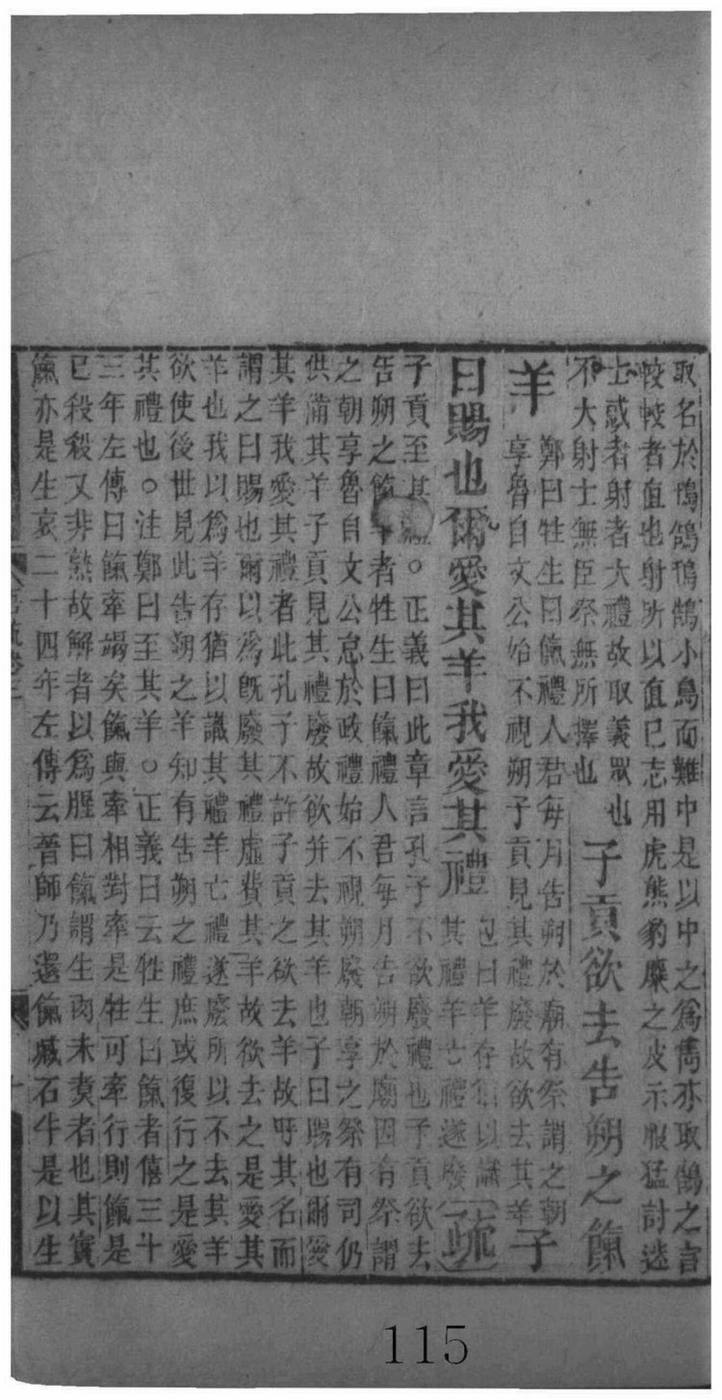 取名於鳱鵠鳱鵠小鳥而難中是以中之爲雋亦取鵠之言
較較者直也射所以直已志用虎熊豹麋之皮示服猛討迷
士惑者射者大禮故取義眾也
不大射士無臣祭無所擇也
子貢欲去告朔之餼
羊
鄭曰牲生曰餼禮人君每月告朔於廟有祭謂之朝
享魯自文公始不視朔子貢見其禮廢故欲去其羊
子
曰賜也爾愛其羊我愛其禮
包曰羊存猶以識
其禮羊亡禮遂廢
疏
子貢至其禮○正義曰此章言孔子不欲廢禮也子貢欲去
告朔之餼羊者牲生曰餼禮人君每月告朔於廟因有祭謂
之朝享魯自文公怠於政禮始不視朔廢朝享之祭有司仍
供備其羊子貢見其禮廢故欲并去其羊也子曰賜也爾愛
其羊我愛其禮者此孔子不許子貢之欲去羊故呼其名而
謂之曰賜也爾以爲旣廢其禮虛費其羊故欲去之是愛其
羊也我以爲羊存猶以識其禮羊亡禮遂廢所以不去其羊
欲使後世見此告朔之羊知有告朔之禮庶或復行之是愛
其禮也○注鄭曰至其羊○正義曰云牲生曰餼者僖三十
三年左傳曰餼牽竭矣餼與牽相對牽是牲可牽行則餼是
已殺殺又非熟故解者以爲腥曰餼謂生肉未煮者也其實
餼亦是生哀二十四年左傳云晉師乃還餼臧石牛是以生
115